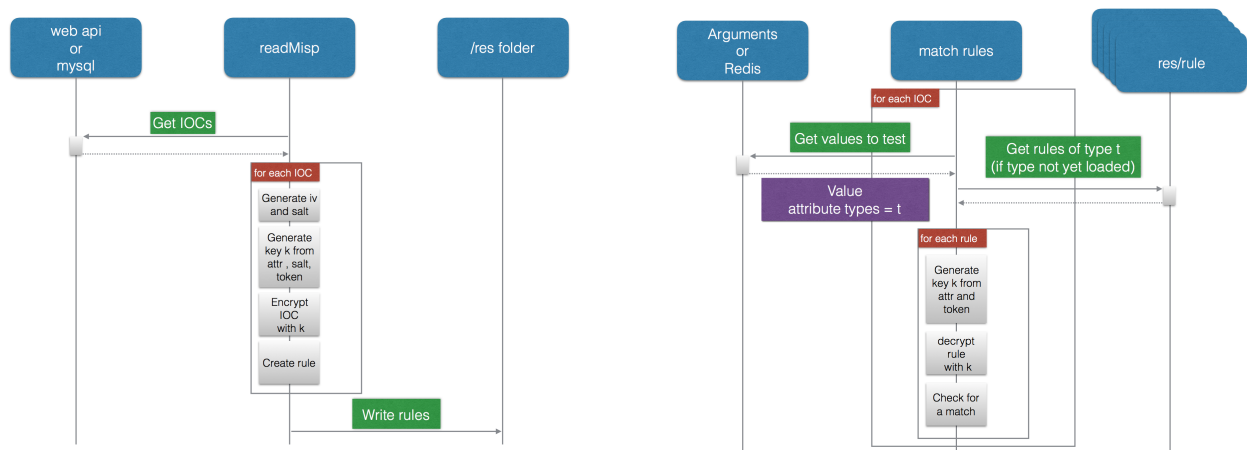 web api
or
mysql
readMisp
/res folder
Get IOCs
for each IOC
Generate iv
and salt
Generate
key k from
attr , salt,
token
Encrypt
IOC
with k
Create rule
Write rules
Arguments
or
Redis
match rules
res/rule
for each IOC
Get values to test
Get rules of type t
(if type not yet loaded)
Value
attribute types = t
for each rule
Generate
key k from
attr and
token
decrypt
rule
with k
Check for
a match